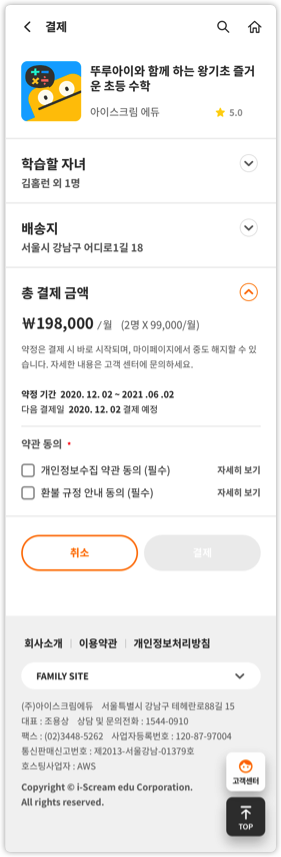 결제
뚜루아이와 함께 하는 왕기초 즐거
운 초등 수학
아이스크림 에듀 5.0
학습할 자녀
김홈런 외 1명
배송지
서울시 강남구 어디로1길 18
총 결제 금액
₩198,000 /월 (2명 X 99,000/월)
약정은 결제 시 바로 시작되며, 마이페이지에서 중도 해지할 수 있
습니다. 자세한 내용은 고객 센터에 문의하세요.
약정 기간 2020. 12. 02 ~ 2021 .06 .02
다음 결제일 2020. 12. 02 결제 예정
약관 동의 •
개인정보수집 약관 동의 (필수) 자세히 보기
환불 규정 안내 동의 (필수) 자세히 보기
취소 결제
회사소개 | 이용약관 | 개인정보처리방침
FAMILY SITE
(주)아이스크림에듀 서울특별시 강남구 테헤란로88길 15
대표 : 조용상 상담 및 문의전화 : 1544-0910
팩스 : (02)3448-5262 사업자등록번호 : 120-87-97004
통신판매신고번호 : 제2013-서울강남-01379호
호스팅사업자 : AWS
고객센터
Copyright © i-Scream edu Corporation.
All rights reserved.
TOP